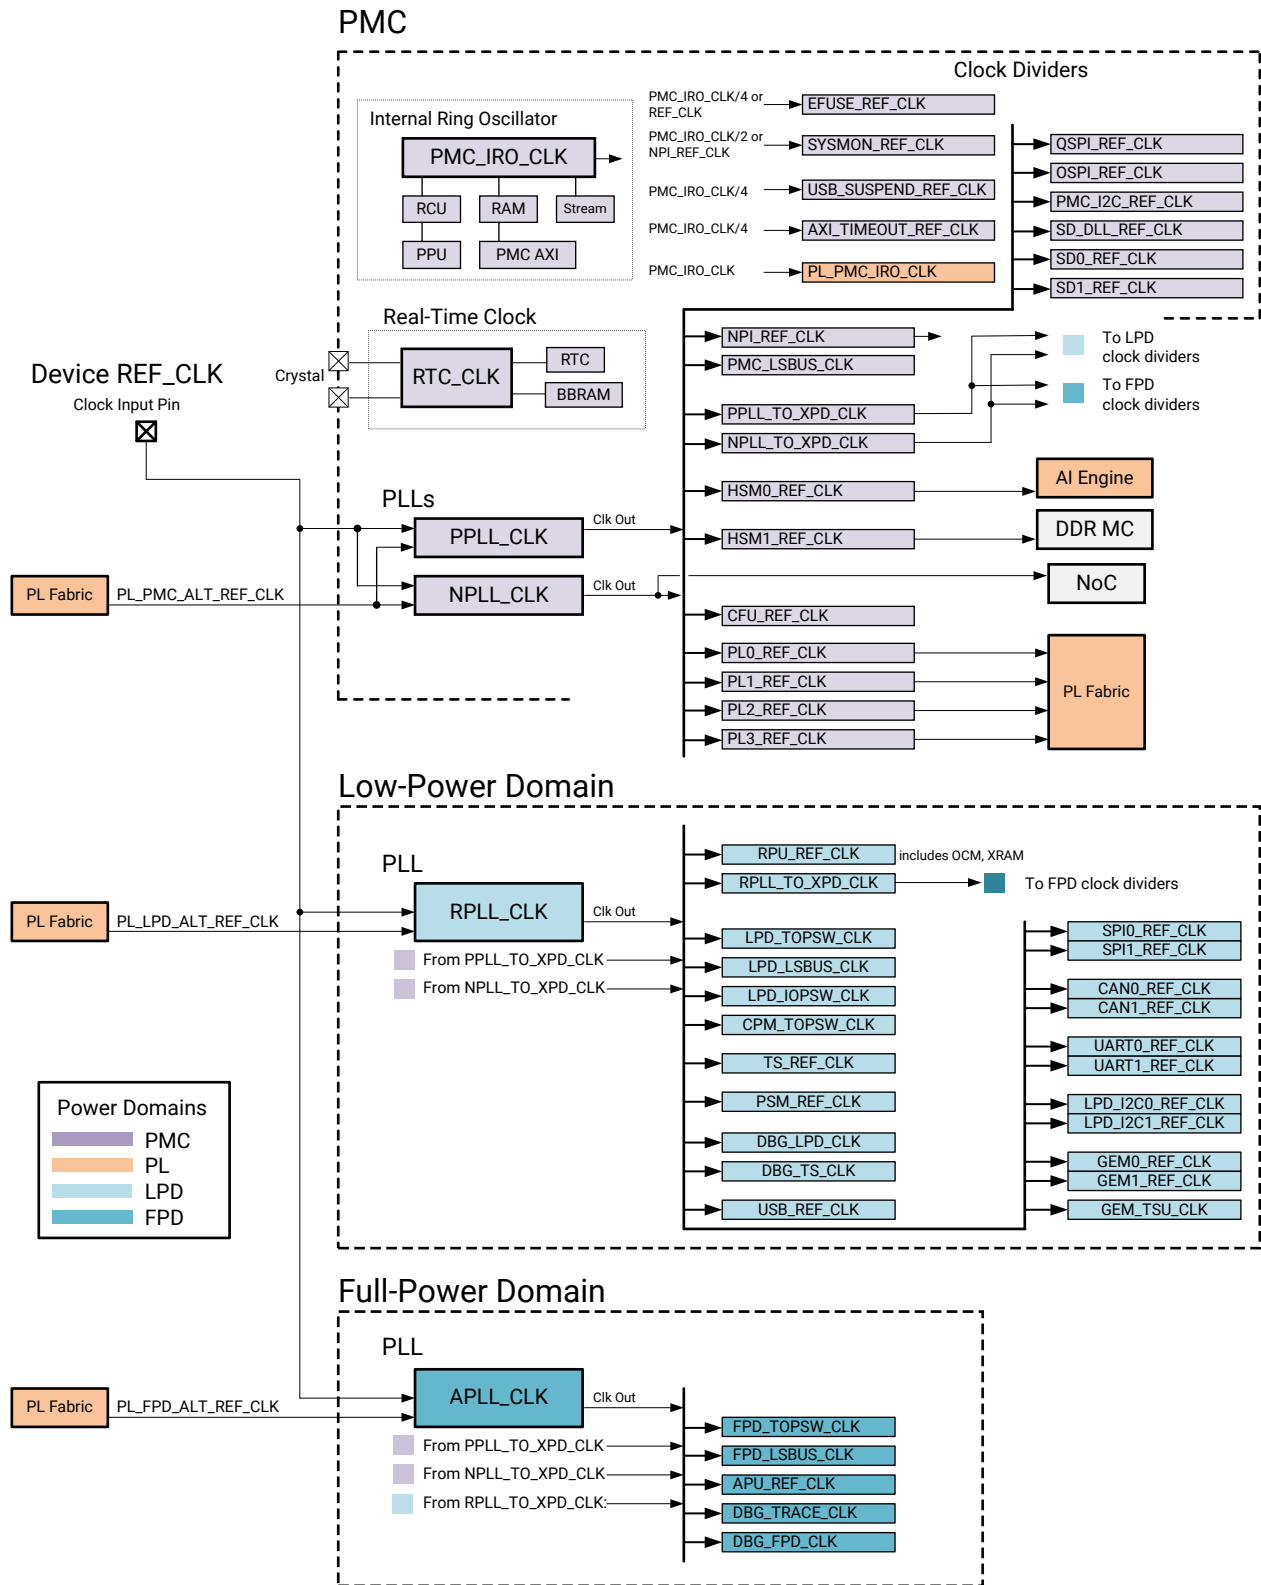 PMC
Clock Dividers
Internal Ring Oscillator
PMC_IRO_CLK
RCU
RAM
Stream
PPU
PMC AXI
PMC_IRO_CLK/4 or
REF_CLK
EFUSE_REF_CLK
PMC_IRO_CLK/2 or
NPI_REF_CLK
SYSMON_REF_CLK
PMC_IRO_CLK/4
USB_SUSPEND_REF_CLK
PMC_IRO_CLK/4
AXI_TIMEOUT_REF_CLK
PMC_IRO_CLK
PL_PMC_IRO_CLK
QSPI_REF_CLK
OSPI_REF_CLK
PMC_I2C_REF_CLK
SD_DLL_REF_CLK
SD0_REF_CLK
SD1_REF_CLK
Real-Time Clock
Crystal
RTC_CLK
RTC
BBRAM
Device REF_CLK
Clock Input Pin
NPI_REF_CLK
PMC_LSBUS_CLK
PPLL_TO_XPD_CLK
NPLL_TO_XPD_CLK
To LPD
clock dividers
To FPD
clock dividers
HSM0_REF_CLK
AI Engine
HSM1_REF_CLK
DDR MC
NoC
PLLs
PPLL_CLK
Clk Out
NPLL_CLK
Clk Out
PL Fabric
PL_PMC_ALT_REF_CLK
CFU_REF_CLK
PL0_REF_CLK
PL1_REF_CLK
PL2_REF_CLK
PL3_REF_CLK
PL Fabric
Low-Power Domain
PLL
RPLL_CLK
Clk Out
PL Fabric
PL_LPD_ALT_REF_CLK
From PPLL_TO_XPD_CLK
From NPLL_TO_XPD_CLK
RPU_REF_CLK
includes OCM, XRAM
RPLL_TO_XPD_CLK
To FPD clock dividers
LPD_TOPSW_CLK
LPD_LSBUS_CLK
LPD_IOPSW_CLK
CPM_TOPSW_CLK
TS_REF_CLK
PSM_REF_CLK
DBG_LPD_CLK
DBG_TS_CLK
USB_REF_CLK
SPI0_REF_CLK
SPI1_REF_CLK
CAN0_REF_CLK
CAN1_REF_CLK
UART0_REF_CLK
UART1_REF_CLK
LPD_I2C0_REF_CLK
LPD_I2C1_REF_CLK
GEM0_REF_CLK
GEM1_REF_CLK
GEM_TSU_CLK
Power Domains
PMC
PL
LPD
FPD
Full-Power Domain
PLL
APLL_CLK
Clk Out
PL Fabric
PL_FPD_ALT_REF_CLK
From PPLL_TO_XPD_CLK
From NPLL_TO_XPD_CLK
From RPLL_TO_XPD_CLK:
FPD_TOPSW_CLK
FPD_LSBUS_CLK
APU_REF_CLK
DBG_TRACE_CLK
DBG_FPD_CLK